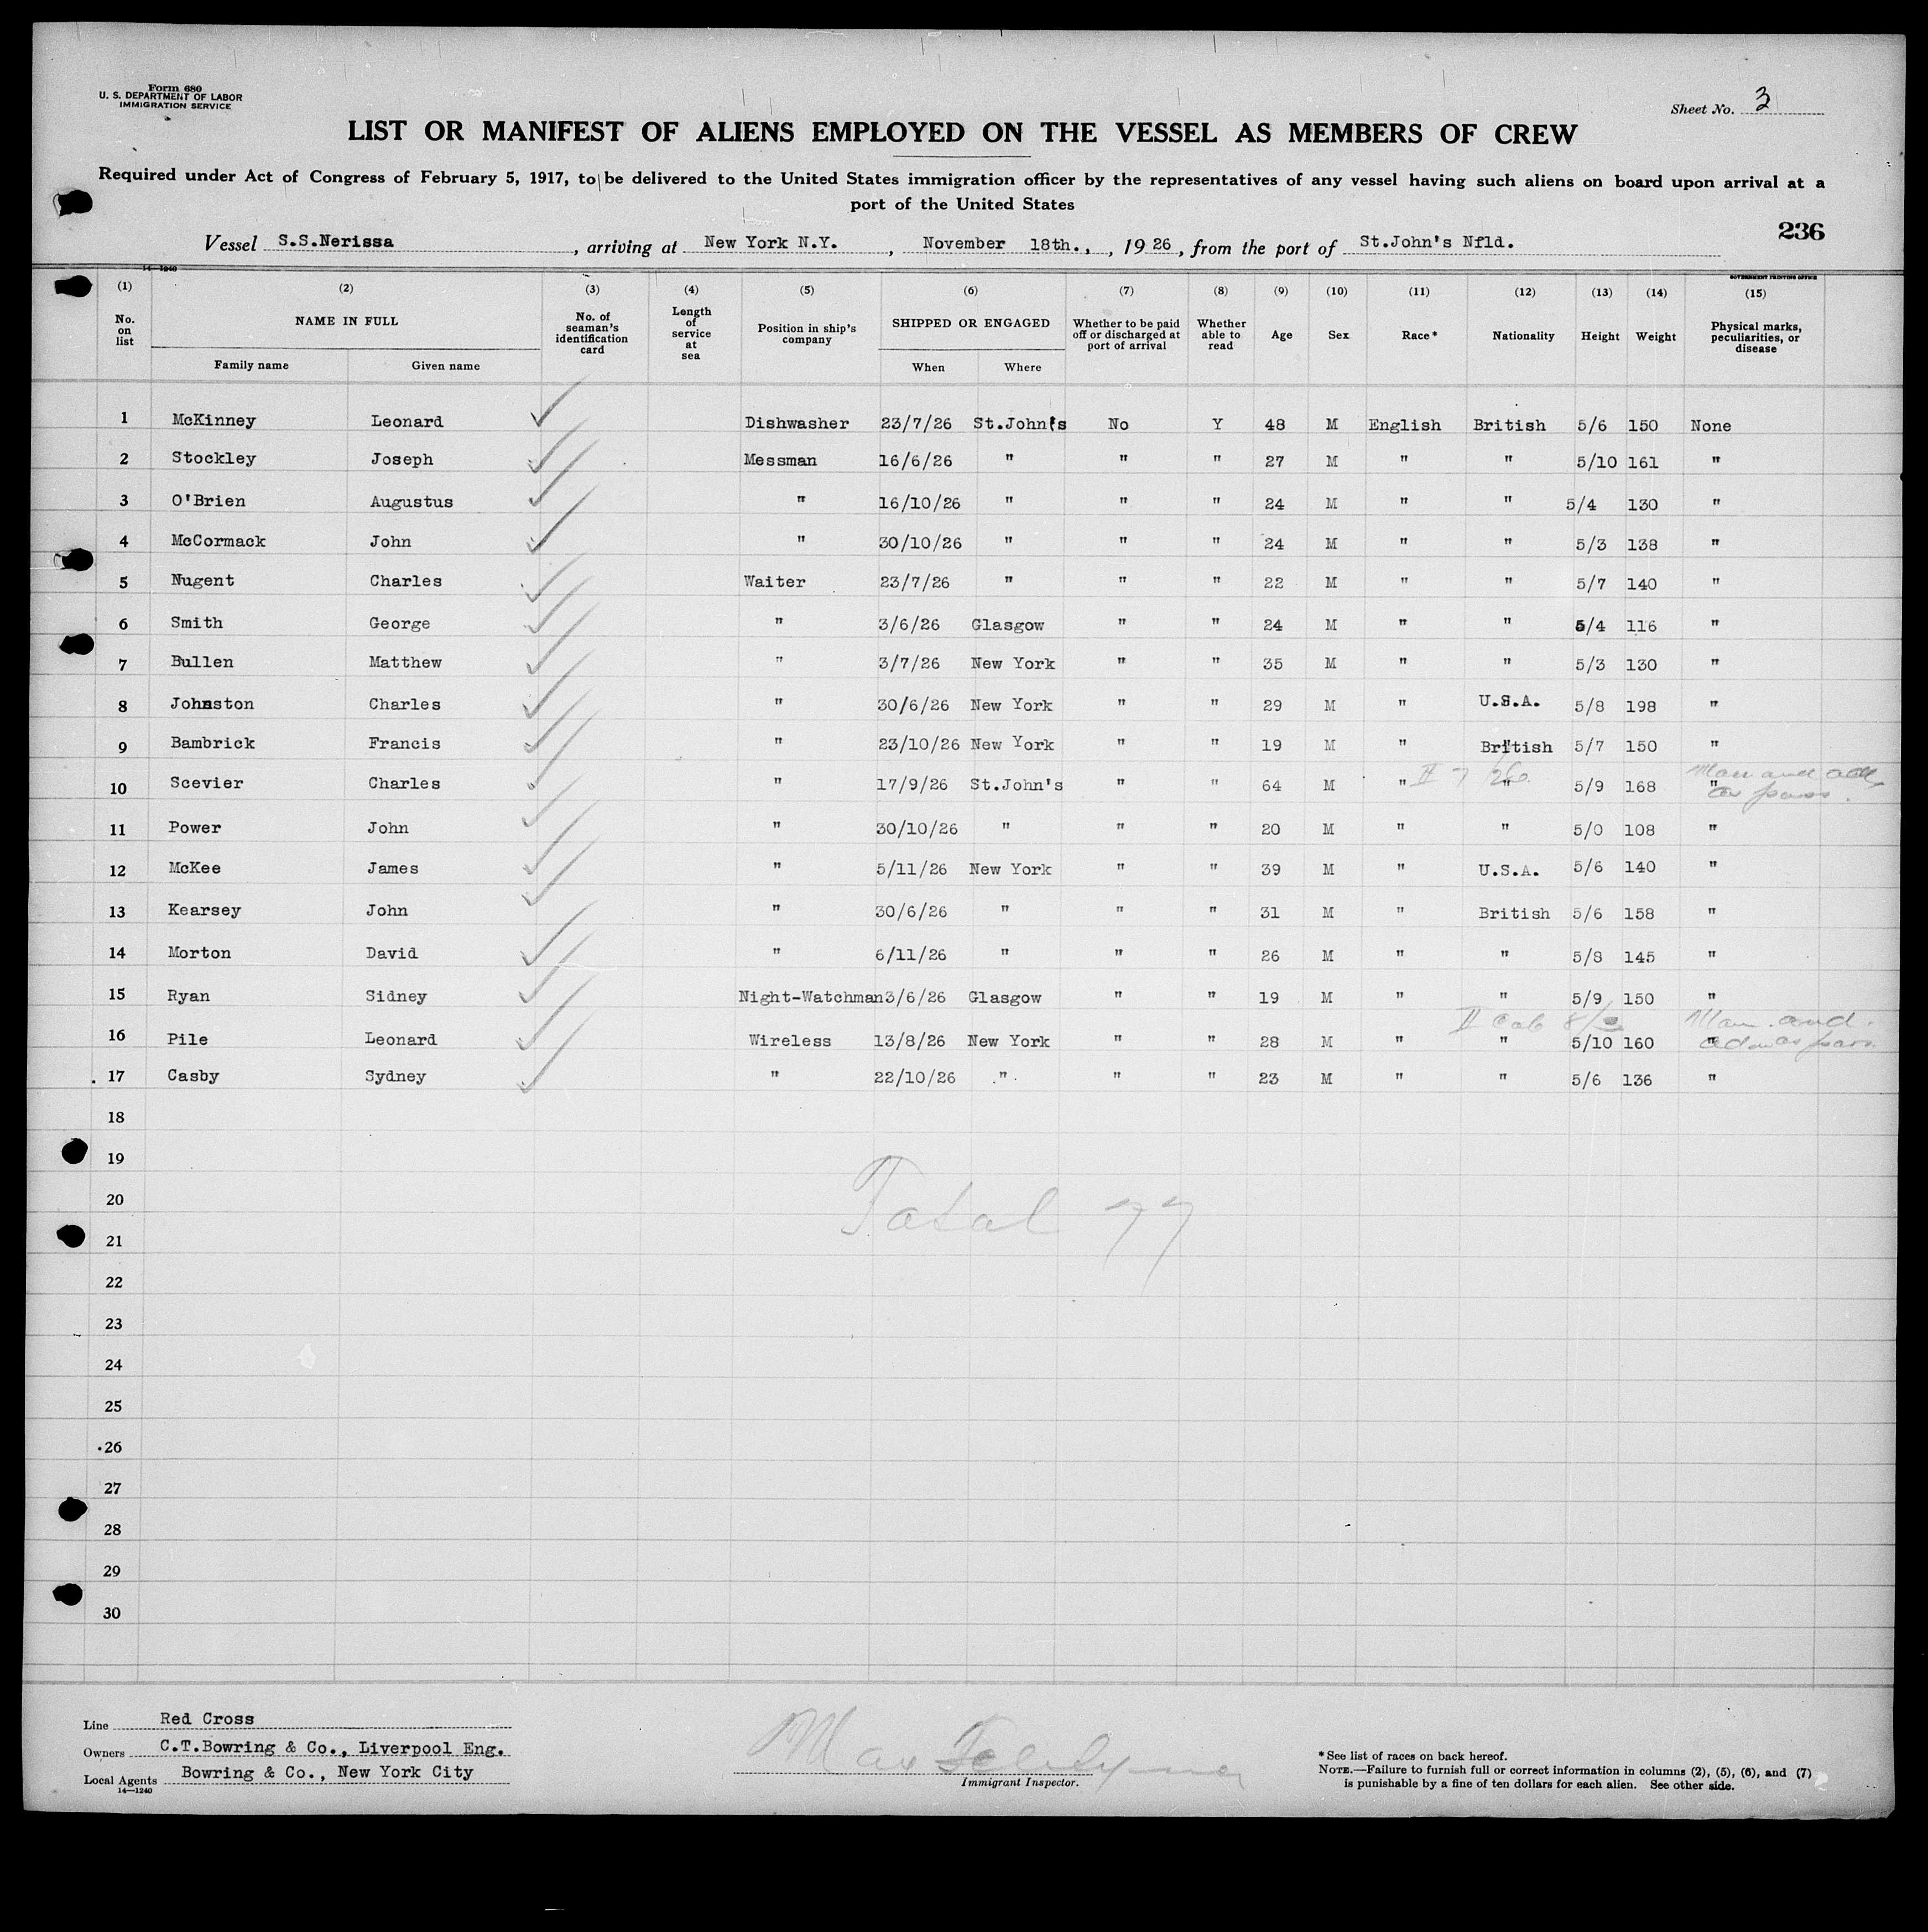 Form 680
U. S. DEPARTMENT OF LABOR
IMMIGRATION SERVICE
Sheet No. 3
LIST OR MANIFEST OF ALIENS EMPLOYED ON THE VESSEL AS MEMBERS OF CREW
Required under Act of Congress of February 5, 1917, to be delivered to the United States immigration officer by the representatives of any vessel having such aliens on board upon arrival at a
port of the United States
236
Vessel S.S.Nerissa, arriving at New York N.Y., November 18th., , 1926, from the port of St.John's Nfld.
14—1240
GOVERNMENT PRINTING OFFICE
(1) (2) (3) (4) (5) (6) (7) (8) (9) (10) (11) (12) (13) (14) (15)
No. on list NAME IN FULL No. of seaman's identification card Length of service at sea Position in ship's company SHIPPED OR ENGAGED Whether to be paid off or discharged at port of arrival Whether able to read Age Sex Race* Nationality Height Weight Physical marks, peculiarities, or disease
Family name Given name When Where
1 McKinney Leonard Dishwasher 23/7/26 St.John's No Y 48 M English British 5/6 150 None
2 Stockley Joseph Messman 16/6/26 " " " 27 M " " 5/10 161 "
3 O'Brien Augustus " 16/10/26 " " " 24 M " " 5/4 130 "
4 McCormack John " 30/10/26 " " " 24 M " " 5/3 138 "
5 Nugent Charles Waiter 23/7/26 " " " 22 M " " 5/7 140 "
6 Smith George " 3/6/26 Glasgow " " 24 M " " 5/4 116 "
7 Bullen Matthew " 3/7/26 New York " " 35 M " " 5/3 130 "
8 Johnston Charles " 30/6/26 New York " " 29 M " U.S.A. 5/8 198 "
9 Bambrick Francis " 23/10/26 New York " " 19 M " British 5/7 150 "
10 Scevier Charles " 17/9/26 St.John's " " 64 M " " 5/9 168 "
11 Power John " 30/10/26 " " " 20 M " " 5/0 108 "
12 McKee James " 5/11/26 New York " " 39 M " U.S.A. 5/6 140 "
13 Kearsey John " 30/6/26 " " " 31 M " British 5/6 158 "
14 Morton David " 6/11/26 " " " 26 M " " 5/8 145 "
15 Ryan Sidney Night-Watchman 3/6/26 Glasgow " " 19 M " " 5/9 150 "
16 Pile Leonard Wireless 13/8/26 New York " " 28 M " " 5/10 160 "
17 Casby Sydney " 22/10/26 " " " 23 M " " 5/6 136 "
18
19
20
Total 77
21
22
23
24
25
26
27
28
29
30
Line Red Cross
Owners C.T.Bowring & Co., Liverpool Eng.
Local Agents Bowring & Co., New York City
14—1240
Max
Immigrant Inspector.
* See list of races on back hereof.
NOTE.—Failure to furnish full or correct information in columns (2), (5), (6), and (7)
is punishable by a fine of ten dollars for each alien. See other side.